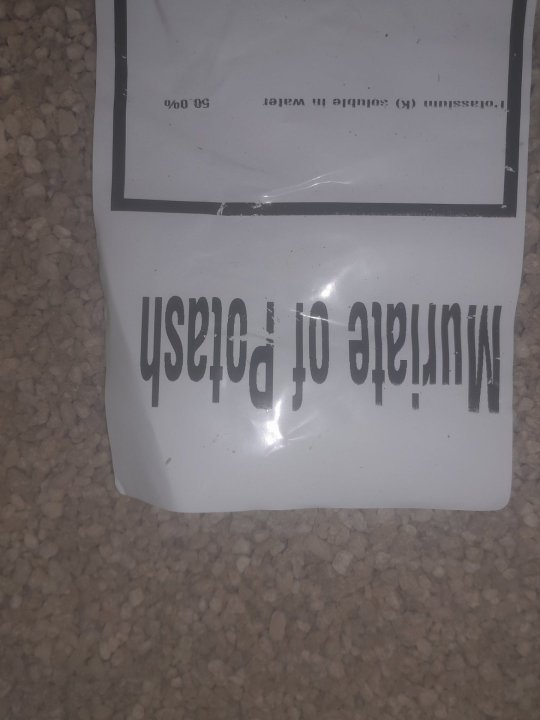 Muriate of Potash
Potassium (K) soluble in water 50.0%